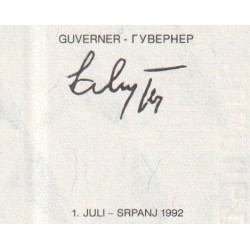 GUVERNER - ГУВЕРНЕР
1. JULI – SRPANJ 1992